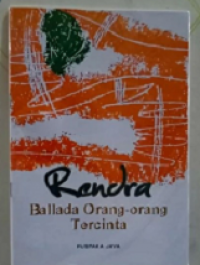 Rendra
Ballada Orang-orang
Tercinta
PUSTAKA JAYA